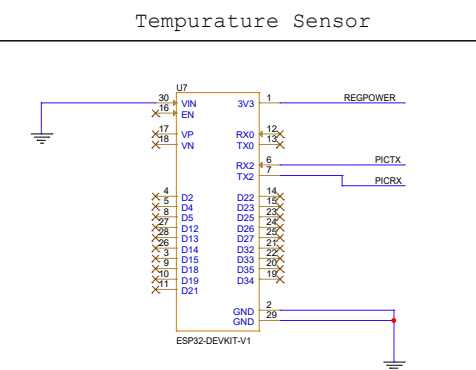 Tempurature Sensor
U7
30 VIN 3V3 1 REGPOWER
16 EN
17 VP RX0 12
18 VN TX0 13
RX2 6 PICTX
TX2 7 PICRX
4 D2 D22 14
5 D4 D23 15
8 D5 D25 23
27 D12 D26 24
28 D13 D27 25
26 D14 D32 21
3 D15 D33 22
9 D18 D35 20
10 D19 D34 19
11 D21
GND 2
GND 29
ESP32-DEVKIT-V1